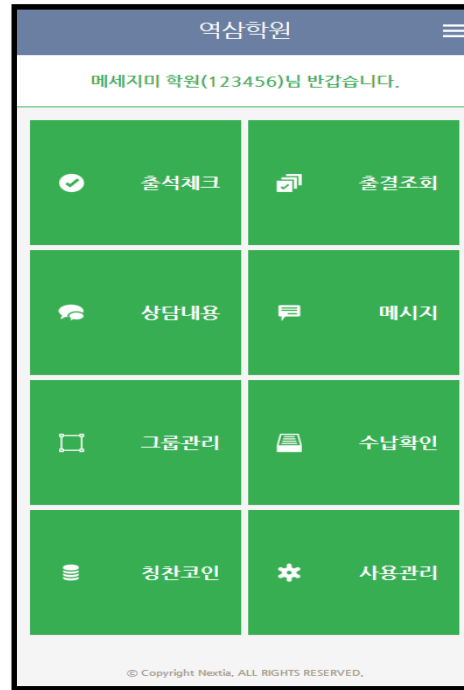 역삼학원
메세지미 학원(123456)님 반갑습니다.
출석체크
출결조회
상담내용
메시지
그룹관리
수납확인
칭찬코인
사용관리
© Copyright Nextia, ALL RIGHTS RESERVED.